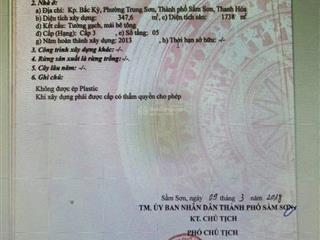 2. Nhà ở:
a) Địa chỉ: Kp. Bắc Kỳ, Phường Trung Sơn, Thành phố Sầm Sơn, Thanh Hóa
b) Diện tích xây dựng: 347,6 m² c) Diện tích sàn: 1738 m²
d) Kết cấu: Tường gạch, mái bê tông
đ) Cấp (Hạng): Cấp 3 , e) Số tầng: 05
g) Năm hoàn thành xây dựng: 2013 h) Thời hạn sở hữu: -/-
3. Công trình xây dựng khác: -/-.
4. Rừng sản xuất là rừng trồng: -/-.
5. Cây lâu năm: -/-.
6. Ghi chú:
Không được ép Plastic
Khi xây dựng phải được cấp có thẩm quyền cho phép
Sầm Sơn, ngày 09 tháng 3 năm
TM. ỦY BAN NHÂN DÂN THÀNH PHỐ SẦM SƠN
KT. CHỦ TỊCH
PHÓ CHỦ TỊCH